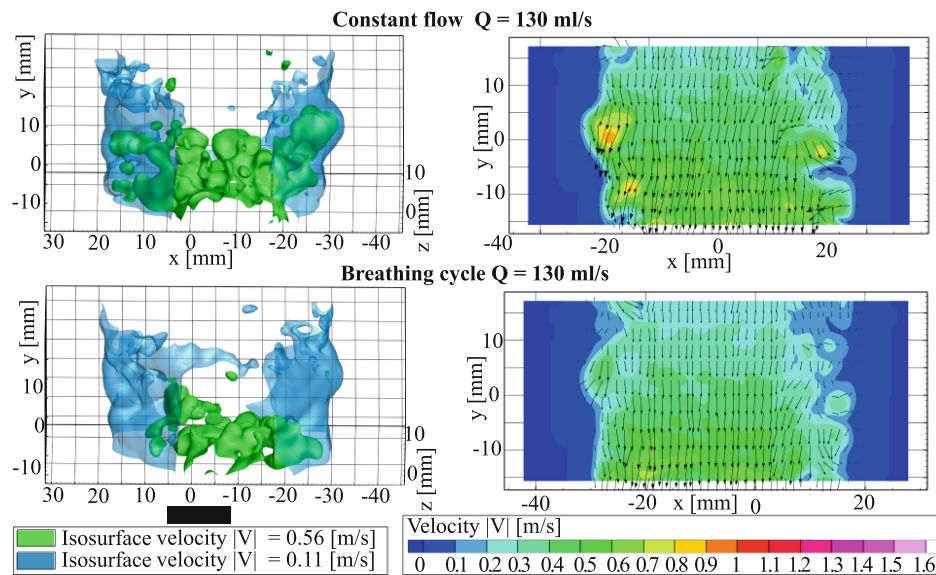 Constant flow Q = 130 ml/s
y [mm]
10
0
-10
30 20 10 0 -10 -20 -30 -40
x [mm]
10
0
z [mm]
y [mm]
10
0
-10
-40 -20 0 20
x [mm]
Breathing cycle Q = 130 ml/s
y [mm]
10
0
-10
30 20 10 0 -10 -20 -30 -40
x [mm]
10
0
z [mm]
y [mm]
10
0
-10
-40 -20 0 20
x [mm]
Isosurface velocity |V| = 0.56 [m/s]
Isosurface velocity |V| = 0.11 [m/s]
Velocity |V| [m/s]
0 0.1 0.2 0.3 0.4 0.5 0.6 0.7 0.8 0.9 1 1.1 1.2 1.3 1.4 1.5 1.6